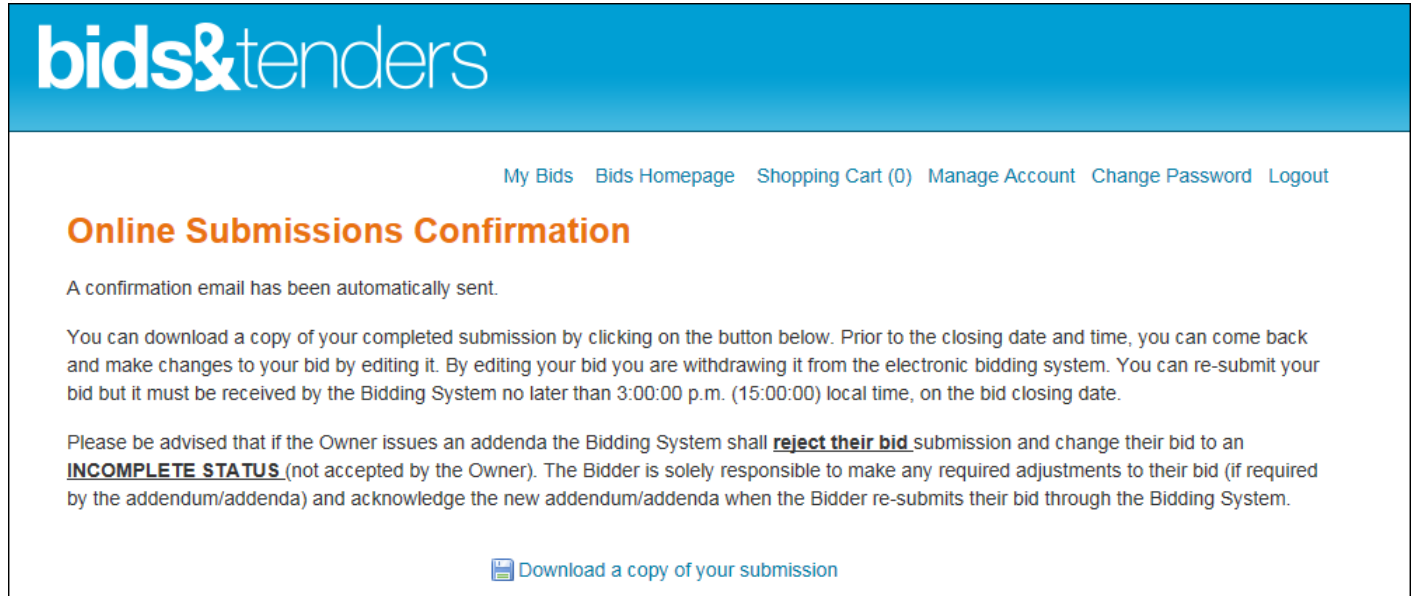 bids&tenders
My Bids Bids Homepage Shopping Cart (0) Manage Account Change Password Logout
Online Submissions Confirmation
A confirmation email has been automatically sent.
You can download a copy of your completed submission by clicking on the button below. Prior to the closing date and time, you can come back
and make changes to your bid by editing it. By editing your bid you are withdrawing it from the electronic bidding system. You can re-submit your
bid but it must be received by the Bidding System no later than 3:00:00 p.m. (15:00:00) local time, on the bid closing date.
Please be advised that if the Owner issues an addenda the Bidding System shall reject their bid submission and change their bid to an
INCOMPLETE STATUS (not accepted by the Owner). The Bidder is solely responsible to make any required adjustments to their bid (if required
by the addendum/addenda) and acknowledge the new addendum/addenda when the Bidder re-submits their bid through the Bidding System.
Download a copy of your submission